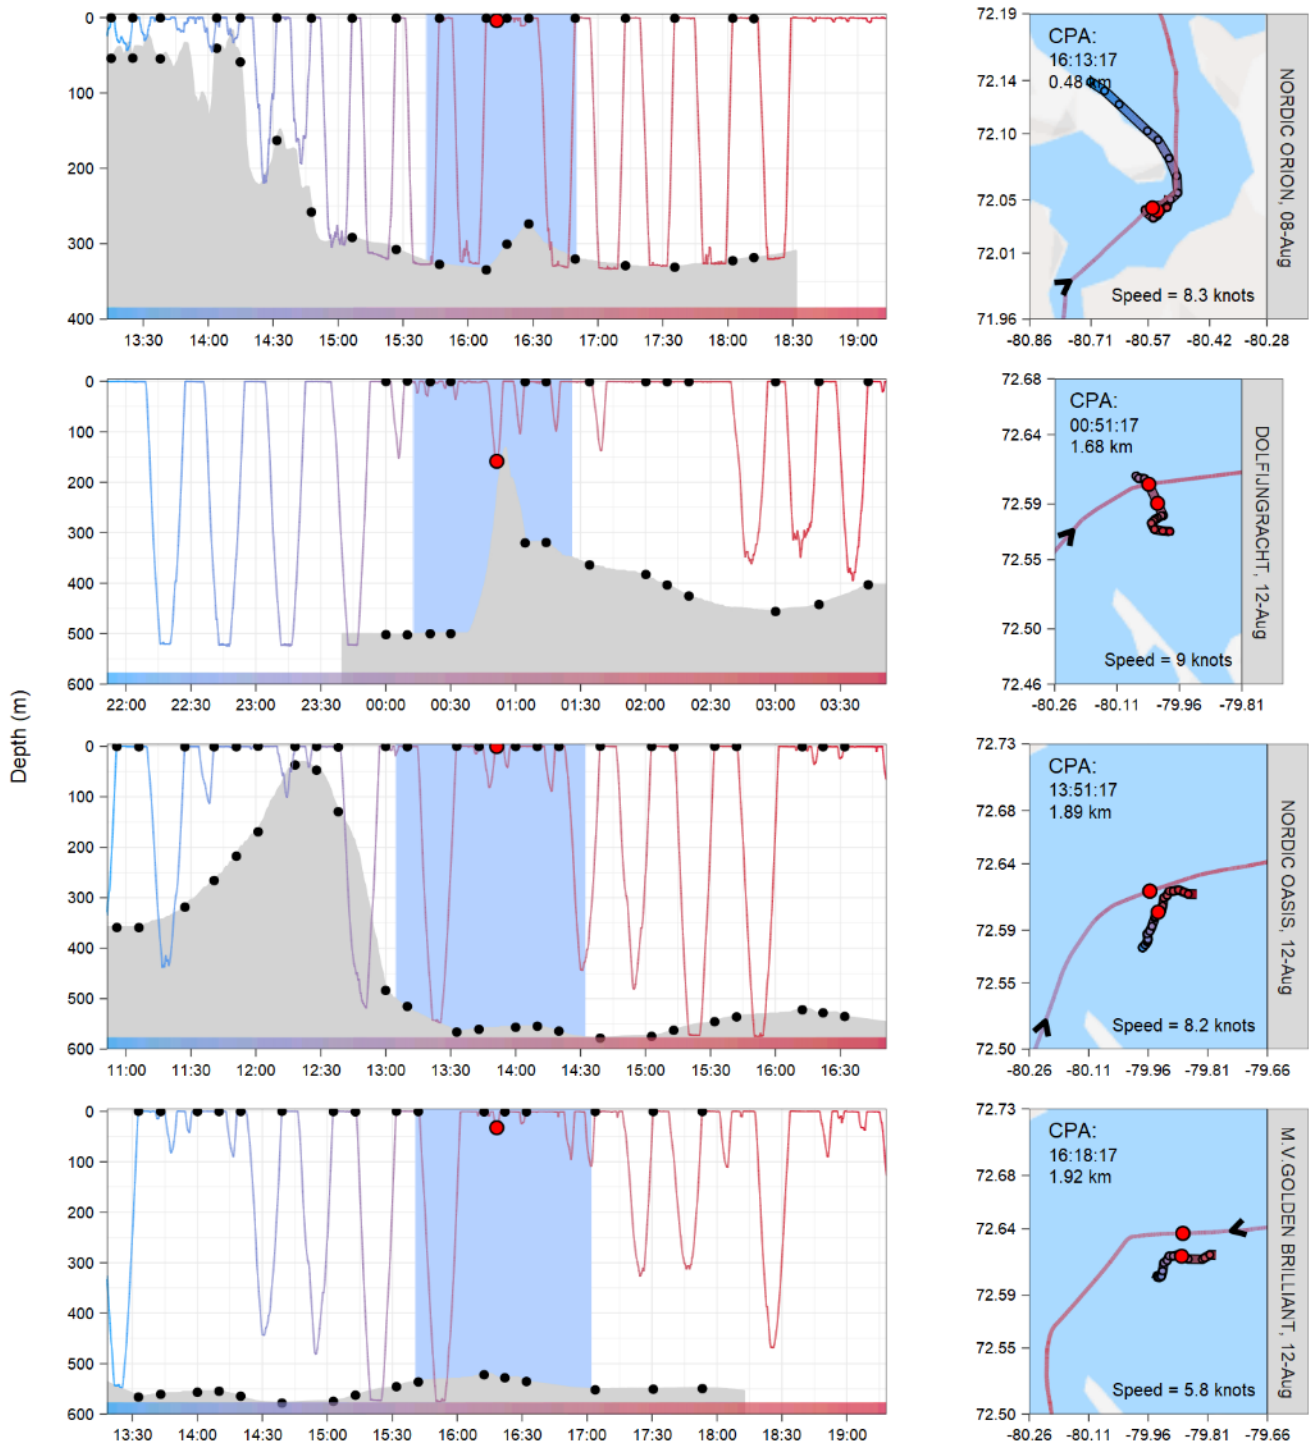 Depth (m)
0
100
200
300
400
13:30 14:00 14:30 15:00 15:30 16:00 16:30 17:00 17:30 18:00 18:30 19:00
CPA:
16:13:17
0.48 km
Speed = 8.3 knots
72.19
72.14
72.10
72.05
72.01
71.96
-80.86 -80.71 -80.57 -80.42 -80.28
NORDIC ORION, 08-Aug
0
100
200
300
400
500
600
22:00 22:30 23:00 23:30 00:00 00:30 01:00 01:30 02:00 02:30 03:00 03:30
CPA:
00:51:17
1.68 km
Speed = 9 knots
72.68
72.64
72.59
72.55
72.50
72.46
-80.26 -80.11 -79.96 -79.81
DOLFIJNGRACHT, 12-Aug
0
100
200
300
400
500
600
11:00 11:30 12:00 12:30 13:00 13:30 14:00 14:30 15:00 15:30 16:00 16:30
CPA:
13:51:17
1.89 km
Speed = 8.2 knots
72.73
72.68
72.64
72.59
72.55
72.50
-80.26 -80.11 -79.96 -79.81 -79.66
NORDIC OASIS, 12-Aug
0
100
200
300
400
500
600
13:30 14:00 14:30 15:00 15:30 16:00 16:30 17:00 17:30 18:00 18:30 19:00
CPA:
16:18:17
1.92 km
Speed = 5.8 knots
72.73
72.68
72.64
72.59
72.55
72.50
-80.26 -80.11 -79.96 -79.81 -79.66
M.V.GOLDEN BRILLIANT, 12-Aug